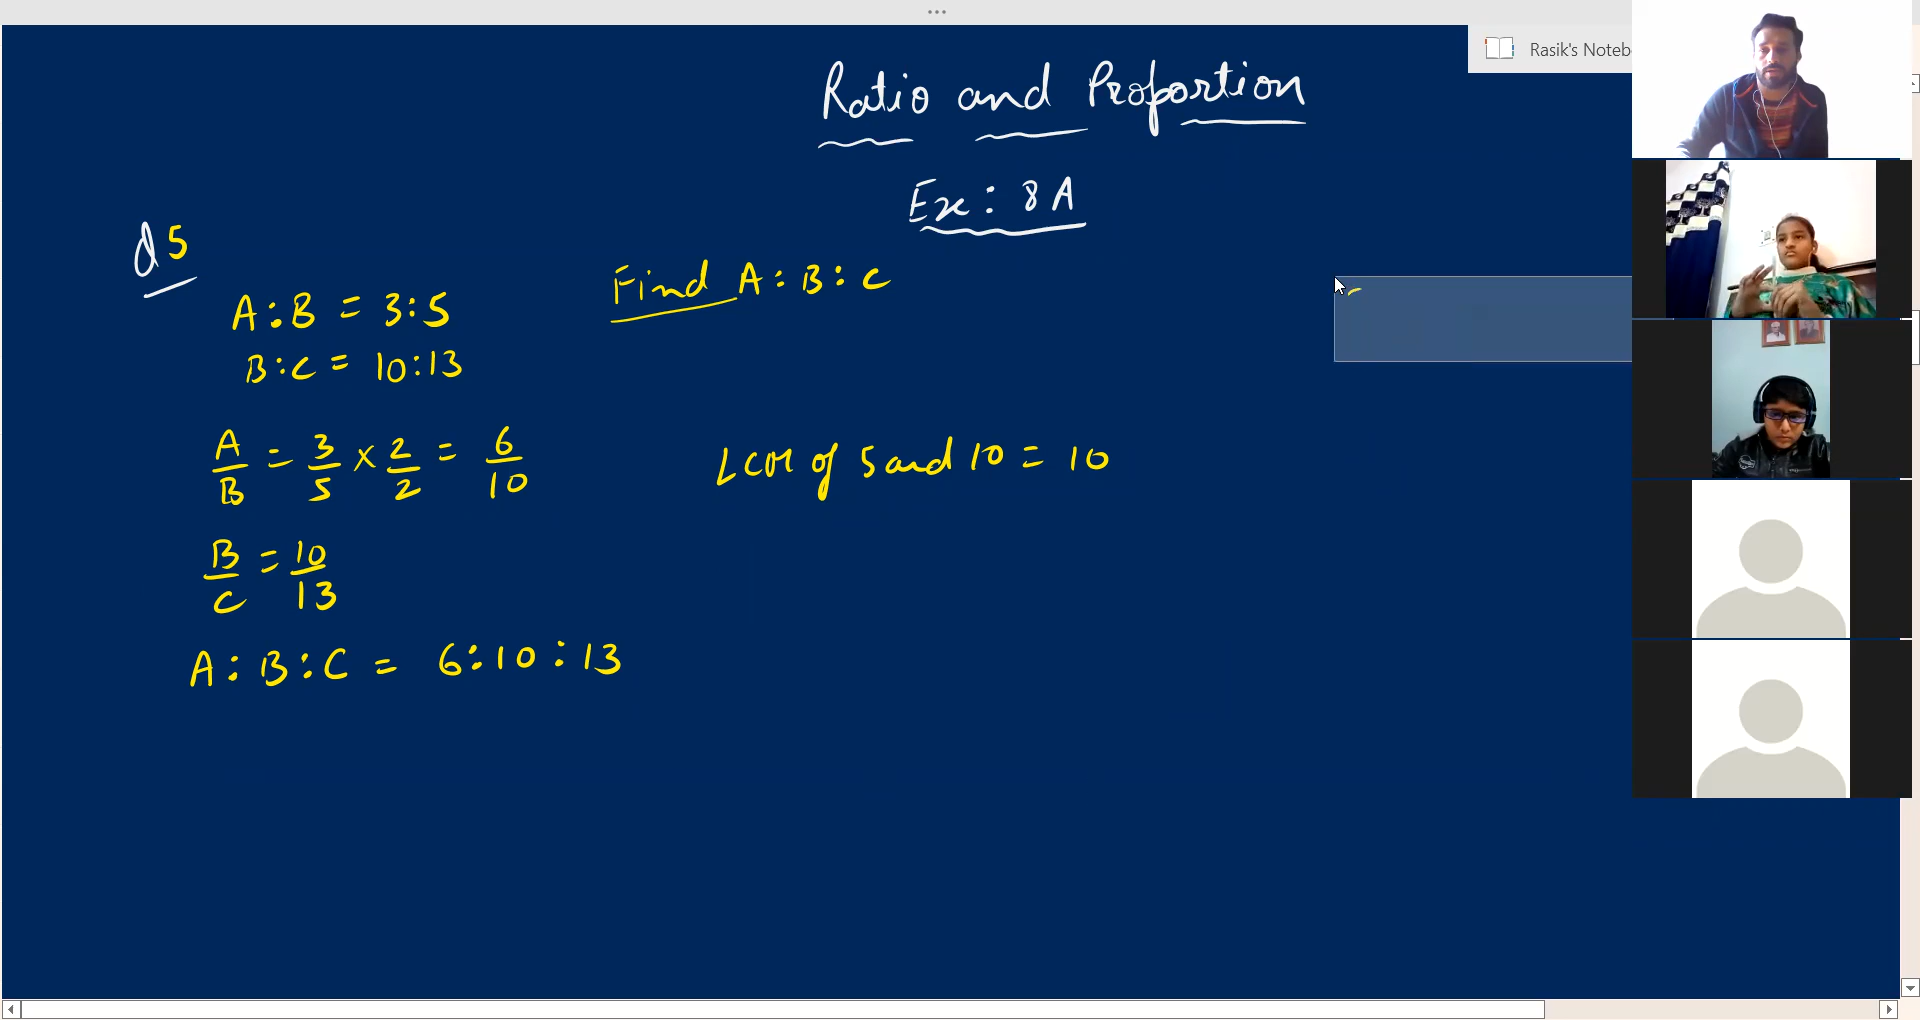 Rasik's Noteb
Ratio and Proportion
Ex: 8A
Q5
Find A:B:C
A:B = 3:5
B:C = 10:13
A/B = 3/5 × 2/2 = 6/10
LCM of 5 and 10 = 10
B/C = 10/13
A:B:C = 6:10:13